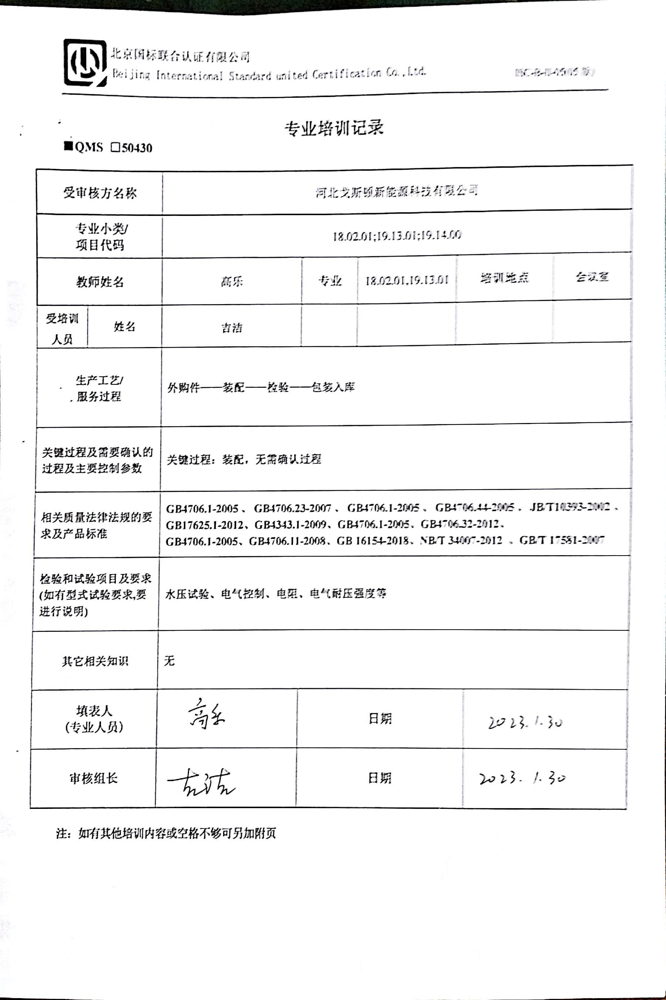 北京国标联合认证有限公司
Beijing International Standard united Certification Co.,Ltd.
专业培训记录
■QMS □50430
受审核方名称 河北戈斯顿新能源科技有限公司
专业小类/
项目代码 18.02.01;19.13.01;19.14.00
教师姓名 高乐 专业 18.02.01,19.13.01 培训地点 会议室
受培训
人员 姓名 吉洁
生产工艺/
服务过程 外购件——装配——检验——包装入库
关键过程及需要确认的
过程及主要控制参数 关键过程：装配，无需确认过程
相关质量法律法规的要
求及产品标准
GB4706.1-2005、GB4706.23-2007、GB4706.1-2005、GB4706.44-2005、JB/T10393-2002、
GB17625.1-2012、GB4343.1-2009、GB4706.1-2005、GB4706.32-2012、
GB4706.1-2005、GB4706.11-2008、GB 16154-2018、NB/T 34007-2012 、GB/T 17581-2007
检验和试验项目及要求
(如有型式试验要求,要
进行说明)
水压试验、电气控制、电阻、电气耐压强度等
其它相关知识 无
填表人
(专业人员) 高乐 日期 2023.1.30
审核组长 吉洁 日期 2023.1.30
注：如有其他培训内容或空格不够可另加附页